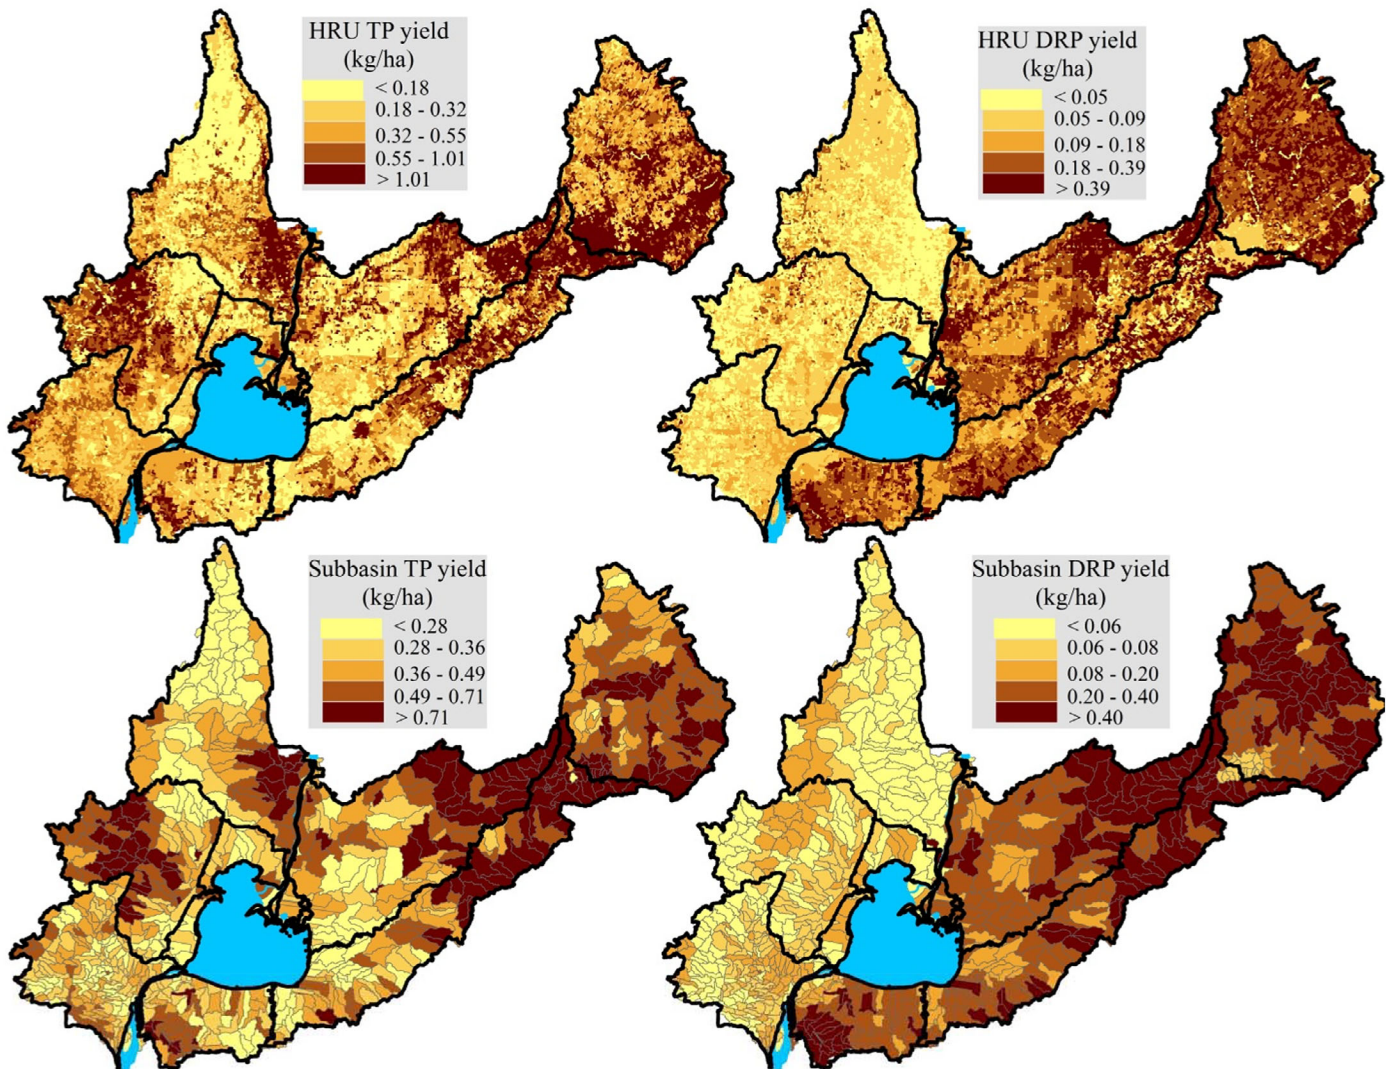 HRU TP yield
(kg/ha)
< 0.18
0.18 - 0.32
0.32 - 0.55
0.55 - 1.01
> 1.01
HRU DRP yield
(kg/ha)
< 0.05
0.05 - 0.09
0.09 - 0.18
0.18 - 0.39
> 0.39
Subbasin TP yield
(kg/ha)
< 0.28
0.28 - 0.36
0.36 - 0.49
0.49 - 0.71
> 0.71
Subbasin DRP yield
(kg/ha)
< 0.06
0.06 - 0.08
0.08 - 0.20
0.20 - 0.40
> 0.40